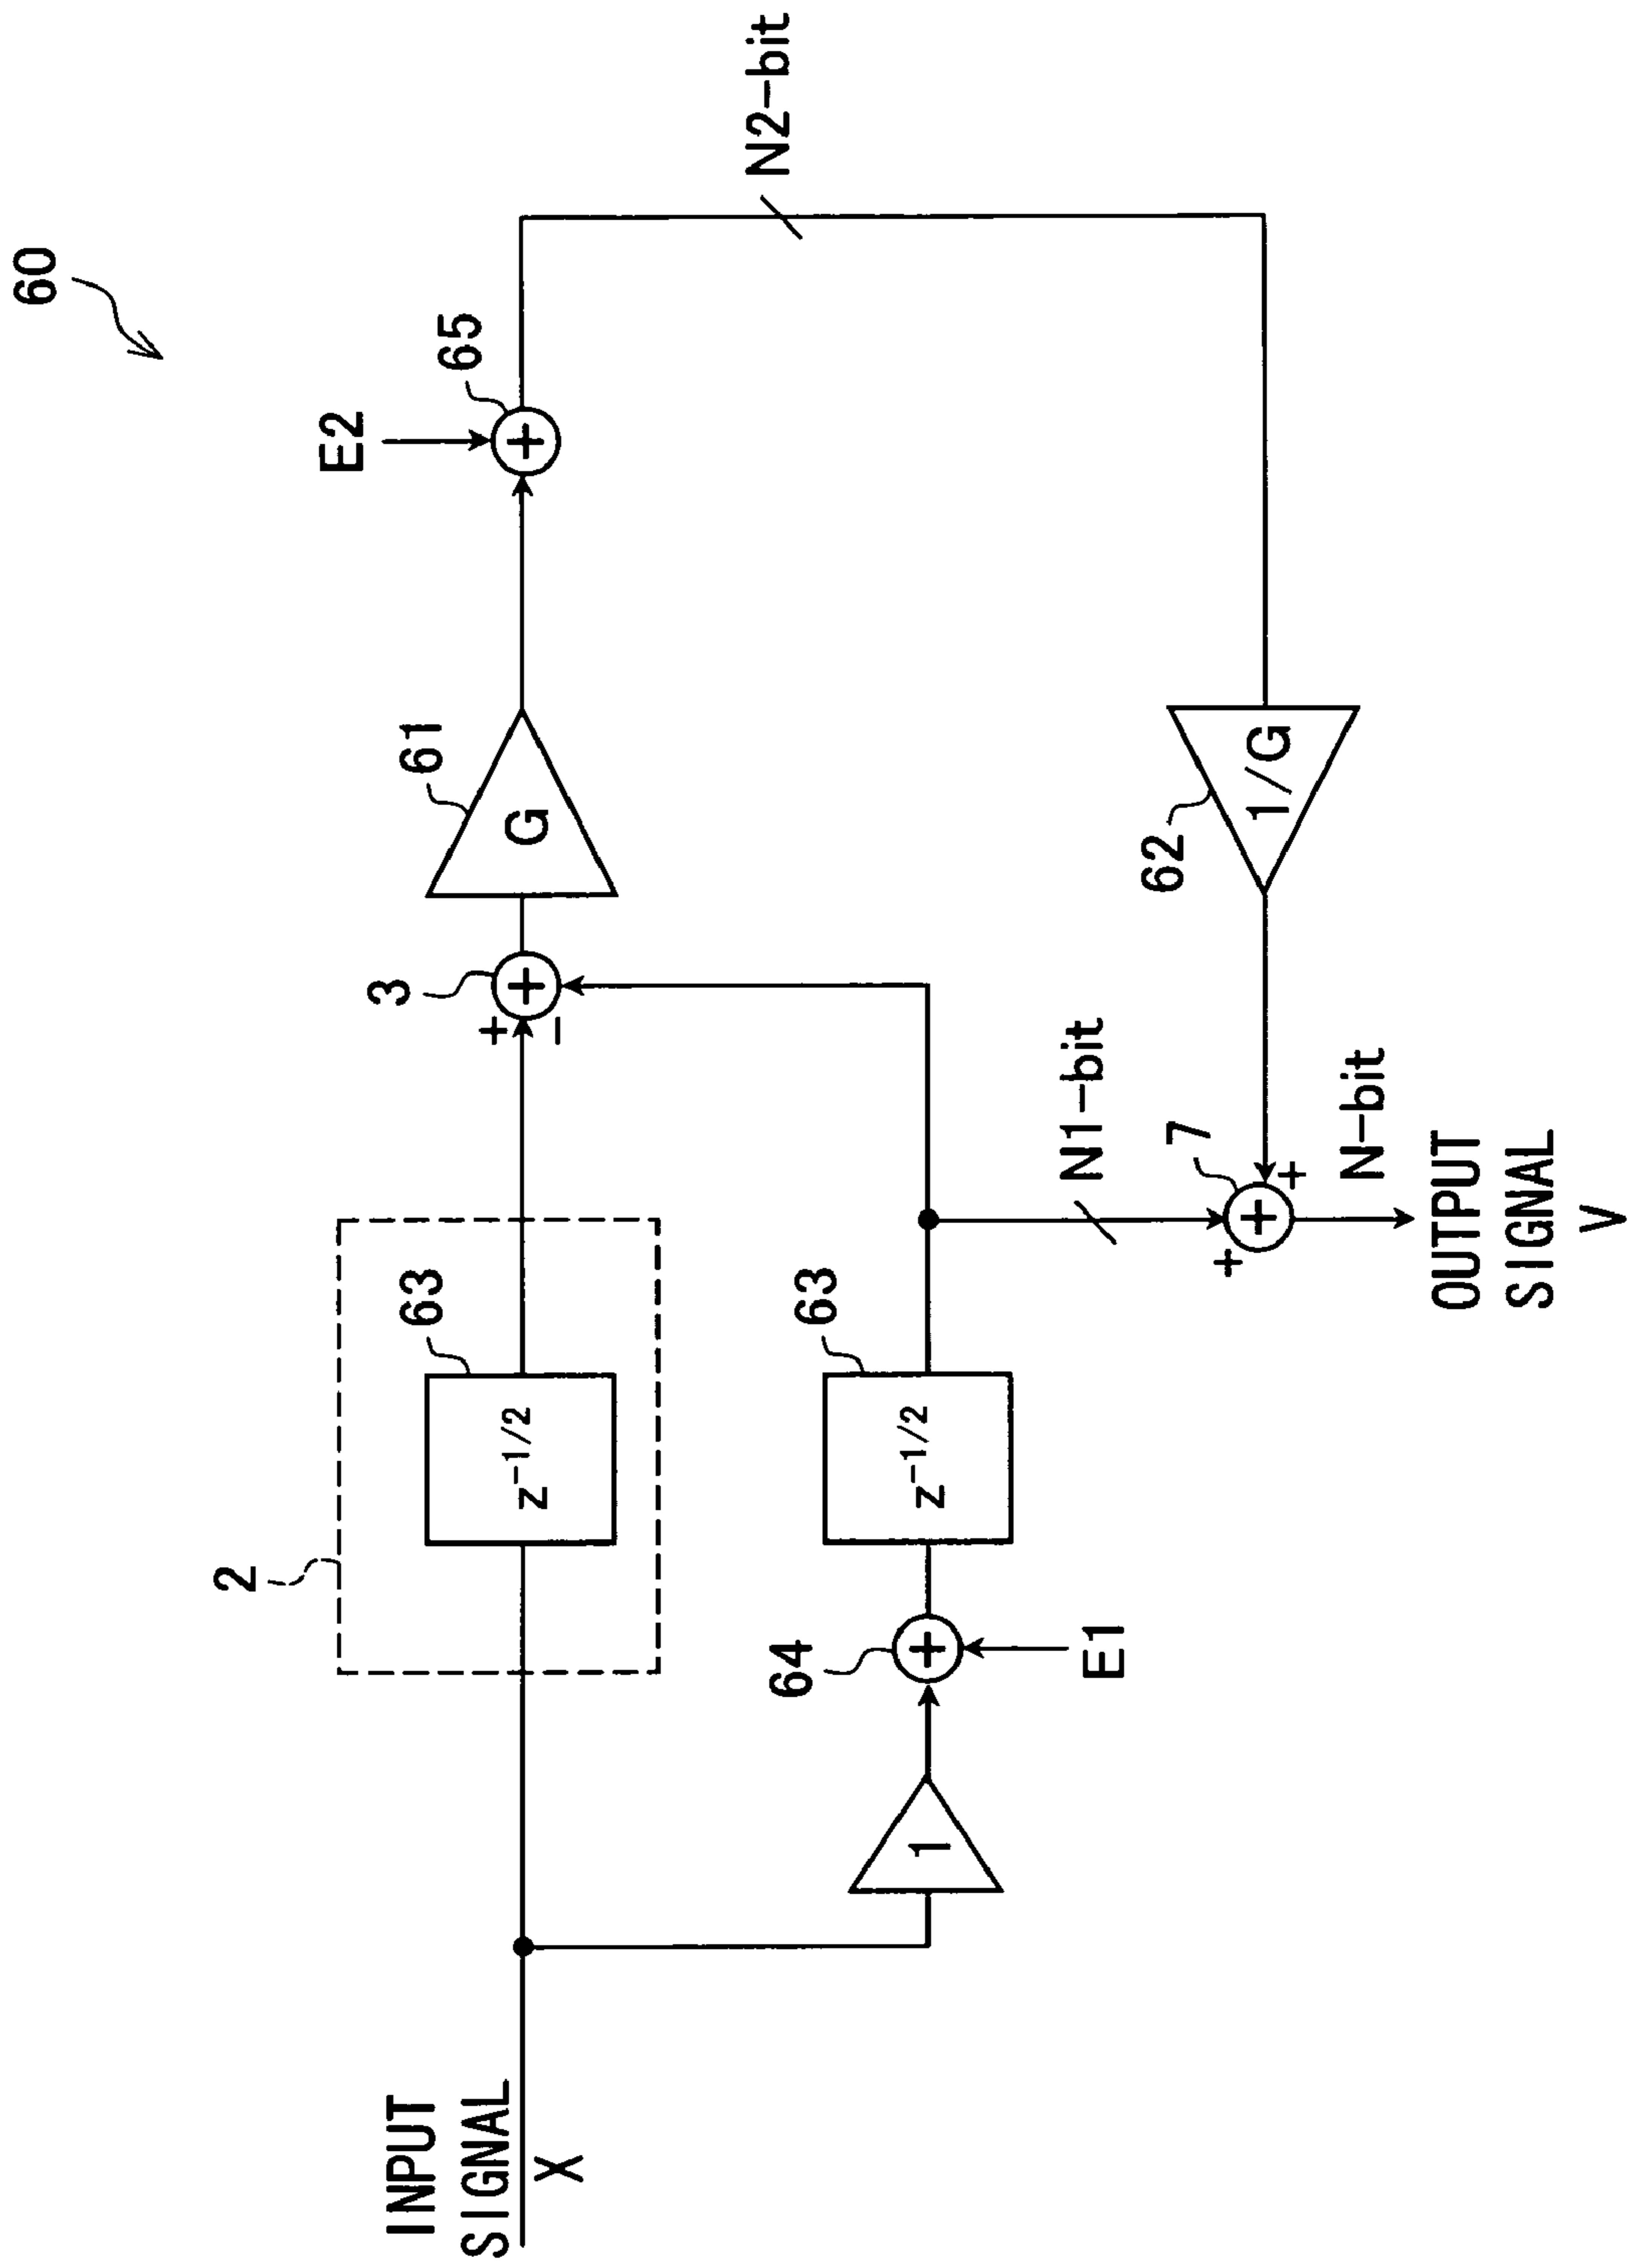 60
E2
65
N2-bit
61
G
3
+
+
−
2
63
z⁻¹/²
INPUT
SIGNAL
X
63
z⁻¹/²
64
+
E1
1
N1-bit
7
+
+
+
N-bit
OUTPUT
SIGNAL
V
62
1/G
+